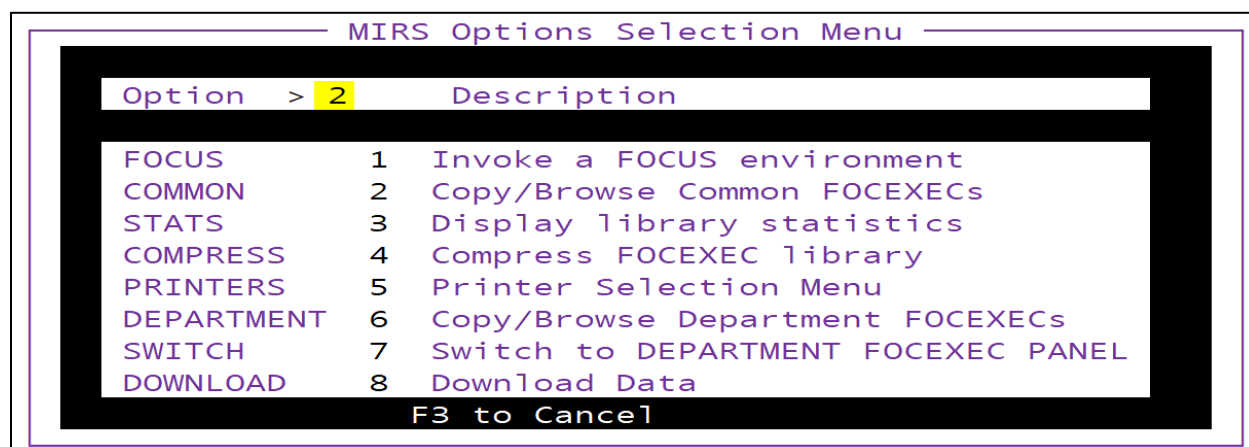 MIRS Options Selection Menu
Option > 2 Description
FOCUS 1 Invoke a FOCUS environment
COMMON 2 Copy/Browse Common FOCEXECs
STATS 3 Display library statistics
COMPRESS 4 Compress FOCEXEC library
PRINTERS 5 Printer Selection Menu
DEPARTMENT 6 Copy/Browse Department FOCEXECs
SWITCH 7 Switch to DEPARTMENT FOCEXEC PANEL
DOWNLOAD 8 Download Data
F3 to Cancel